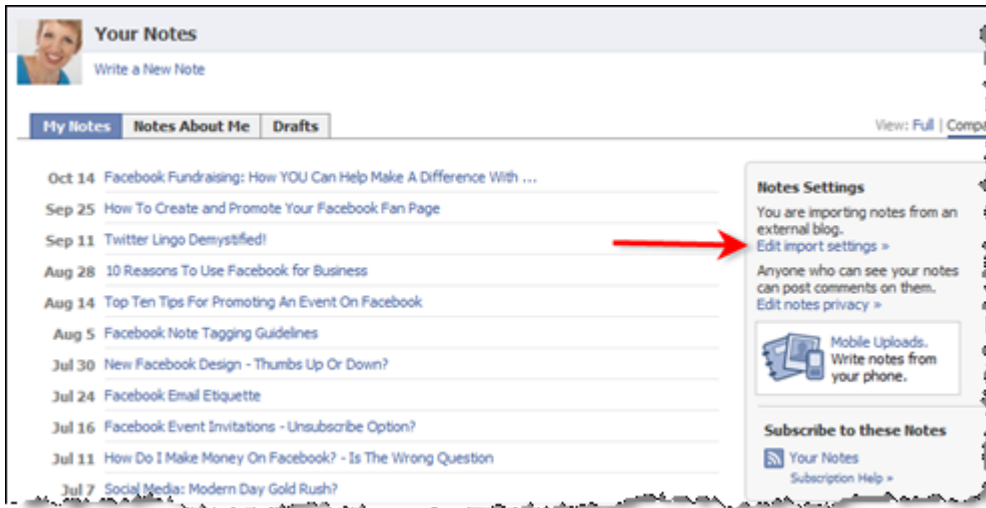 Your Notes
Write a New Note
My Notes
Notes About Me
Drafts
View: Full | Compa
Oct 14 Facebook Fundraising: How YOU Can Help Make A Difference With ...
Sep 25 How To Create and Promote Your Facebook Fan Page
Sep 11 Twitter Lingo Demystified!
Aug 28 10 Reasons To Use Facebook for Business
Aug 14 Top Ten Tips For Promoting An Event On Facebook
Aug 5 Facebook Note Tagging Guidelines
Jul 30 New Facebook Design - Thumbs Up Or Down?
Jul 24 Facebook Email Etiquette
Jul 16 Facebook Event Invitations - Unsubscribe Option?
Jul 11 How Do I Make Money On Facebook? - Is The Wrong Question
Jul 7 Social Media: Modern Day Gold Rush?
Notes Settings
You are importing notes from an
external blog.
Edit import settings »
Anyone who can see your notes
can post comments on them.
Edit notes privacy »
Mobile Uploads.
Write notes from
your phone.
Subscribe to these Notes
Your Notes
Subscription Help »